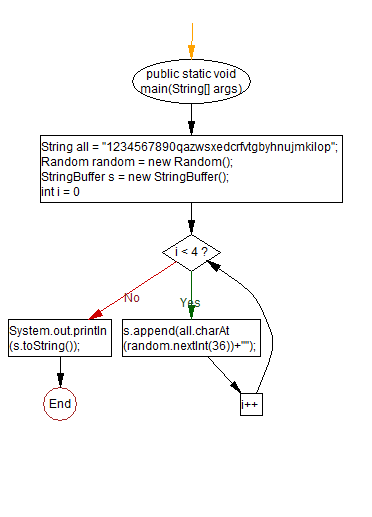 public static void
main(String[] args)
String all = "1234567890qazwsxedcrfvtgbyhnujmkilop";
Random random = new Random();
StringBuffer s = new StringBuffer();
int i = 0
i < 4 ?
No
Yes
System.out.println
(s.toString());
s.append(all.charAt
(random.nextInt(36))+"");
End
i++